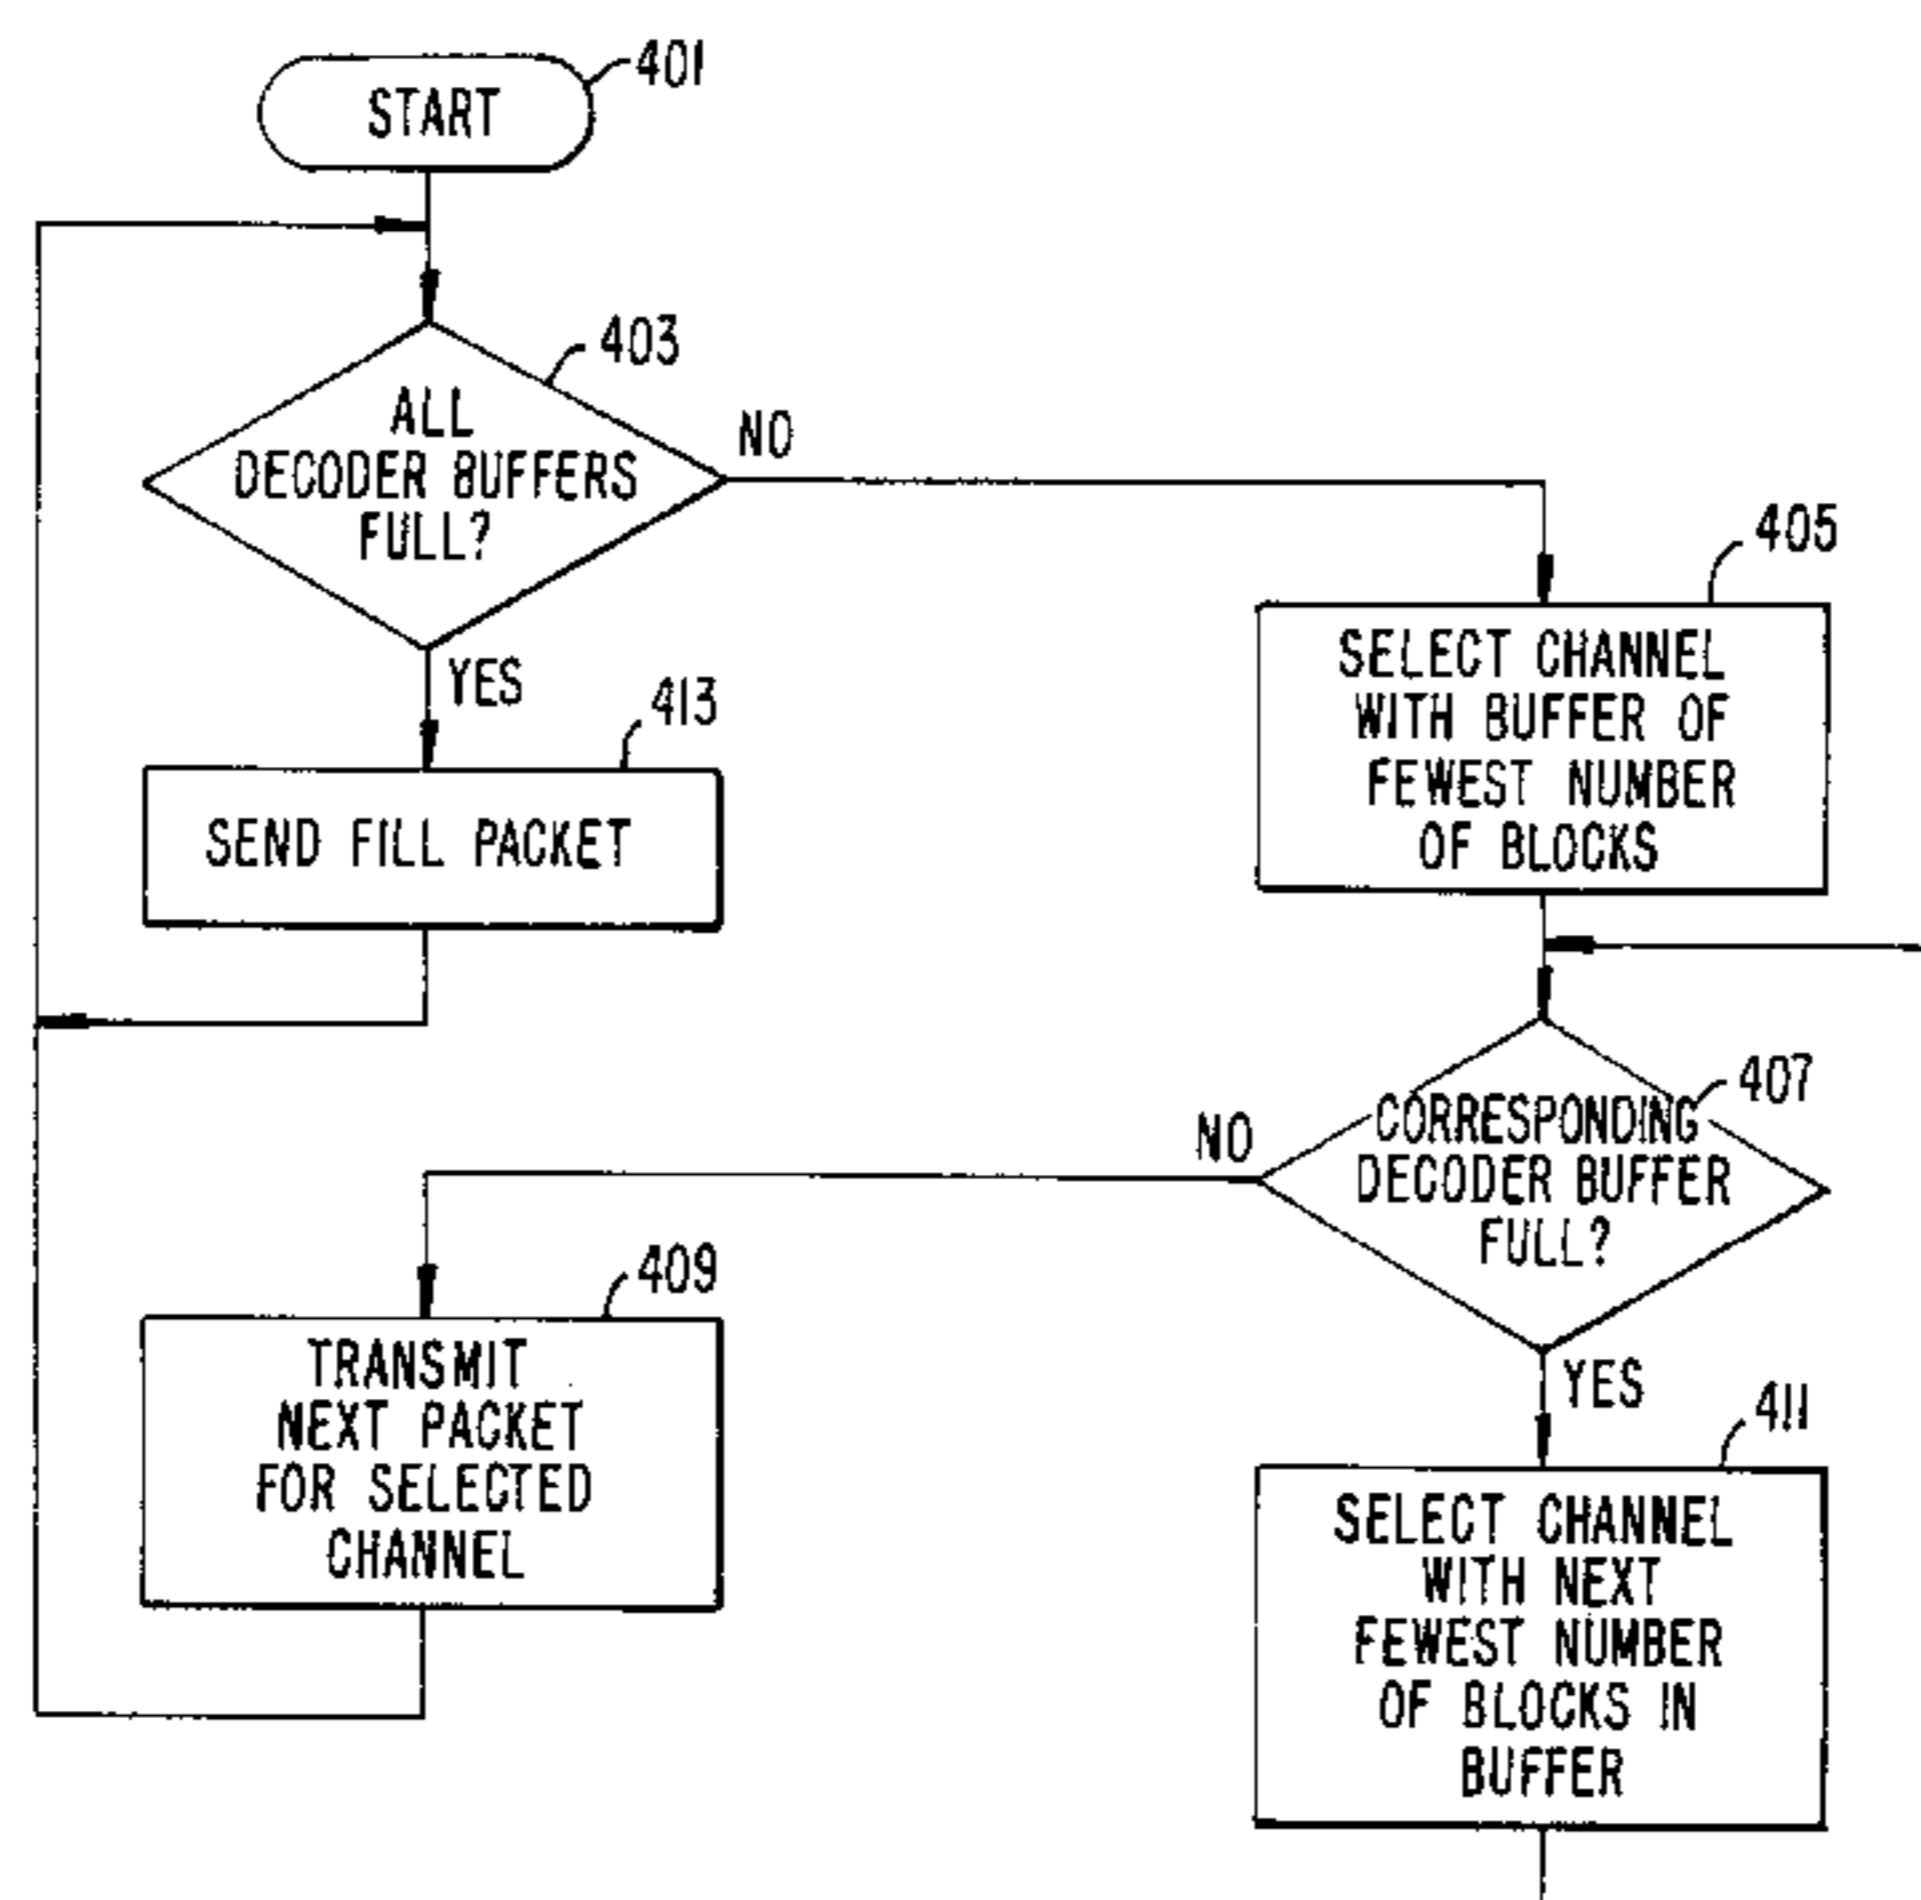 401
START
403
ALL
DECODER BUFFERS
FULL?
NO
YES
405
SELECT CHANNEL
WITH BUFFER OF
FEWEST NUMBER
OF BLOCKS
413
SEND FILL PACKET
407
CORRESPONDING
DECODER BUFFER
FULL?
NO
YES
409
TRANSMIT
NEXT PACKET
FOR SELECTED
CHANNEL
411
SELECT CHANNEL
WITH NEXT
FEWEST NUMBER
OF BLOCKS IN
BUFFER